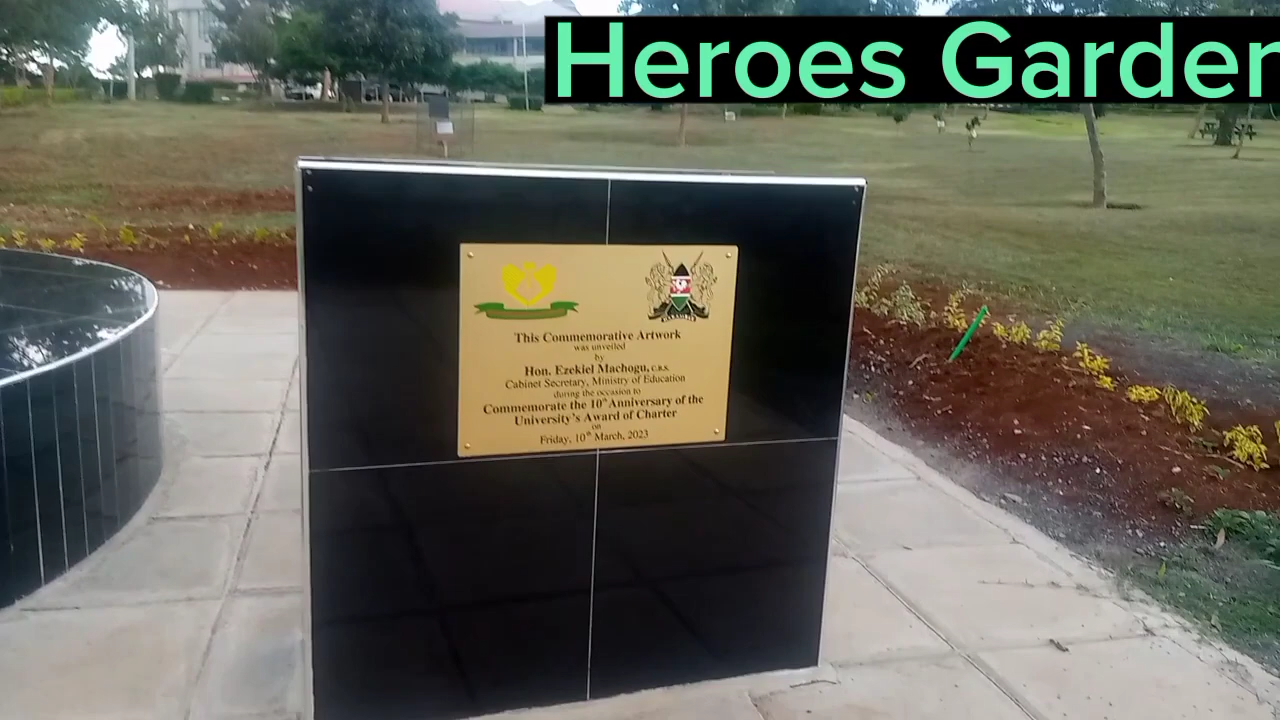 Heroes Garden
This Commemorative Artwork
was unveiled
by
Hon. Ezekiel Machogu, C.B.S.
Cabinet Secretary, Ministry of Education
during the occasion to
Commemorate the 10th Anniversary of the
University's Award of Charter
on
Friday, 10th March, 2023